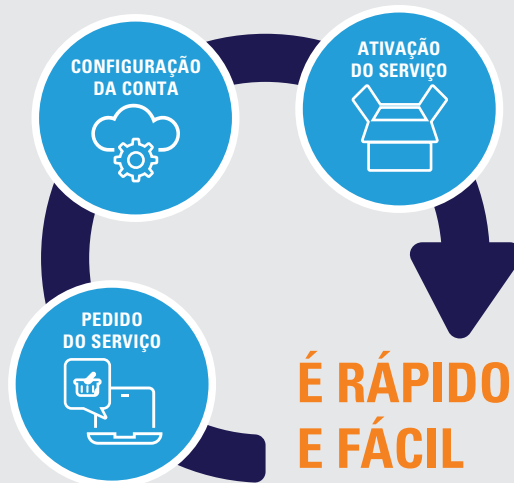 CONFIGURAÇÃO
DA CONTA
ATIVAÇÃO
DO SERVIÇO
PEDIDO
DO SERVIÇO
É RÁPIDO
E FÁCIL